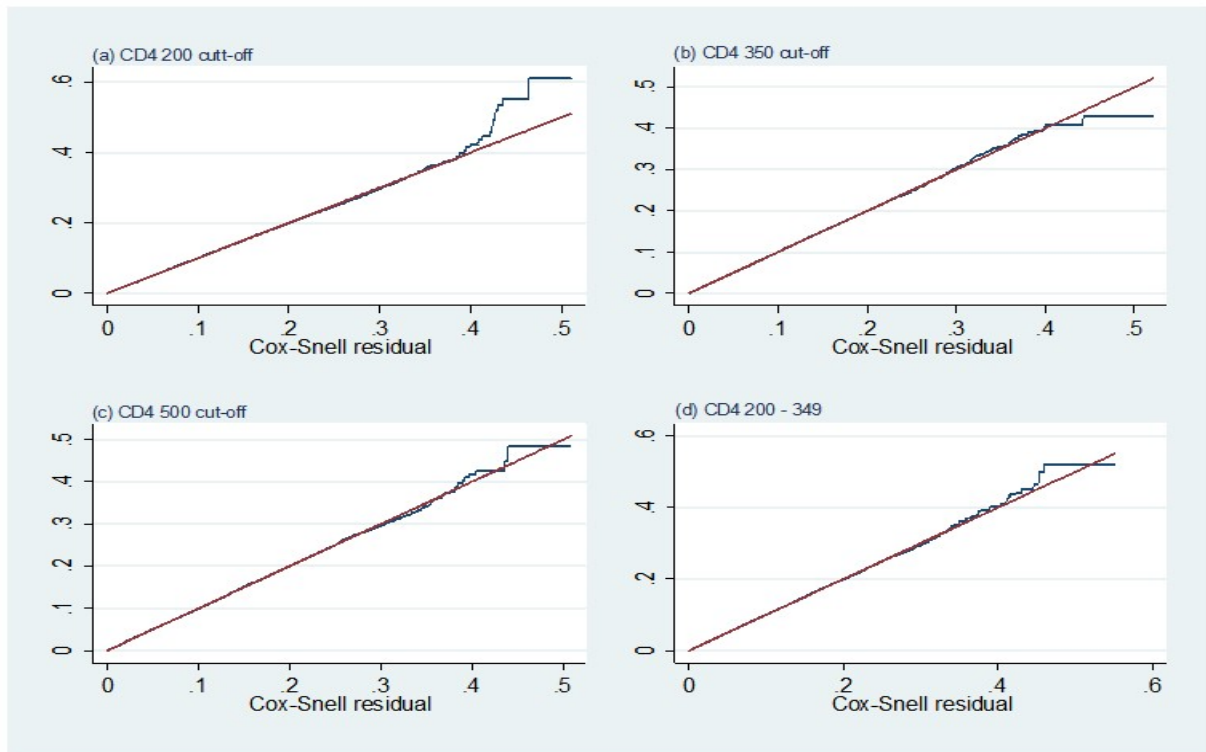 (a) CD4 200 cutt-off
.6
.4
.2
0
0 .1 .2 .3 .4 .5
Cox-Snell residual
(b) CD4 350 cut-off
.5
.4
.3
.2
.1
0
0 .1 .2 .3 .4 .5
Cox-Snell residual
(c) CD4 500 cut-off
.5
.4
.3
.2
.1
0
0 .1 .2 .3 .4 .5
Cox-Snell residual
(d) CD4 200 - 349
.6
.4
.2
0
0 .2 .4 .6
Cox-Snell residual